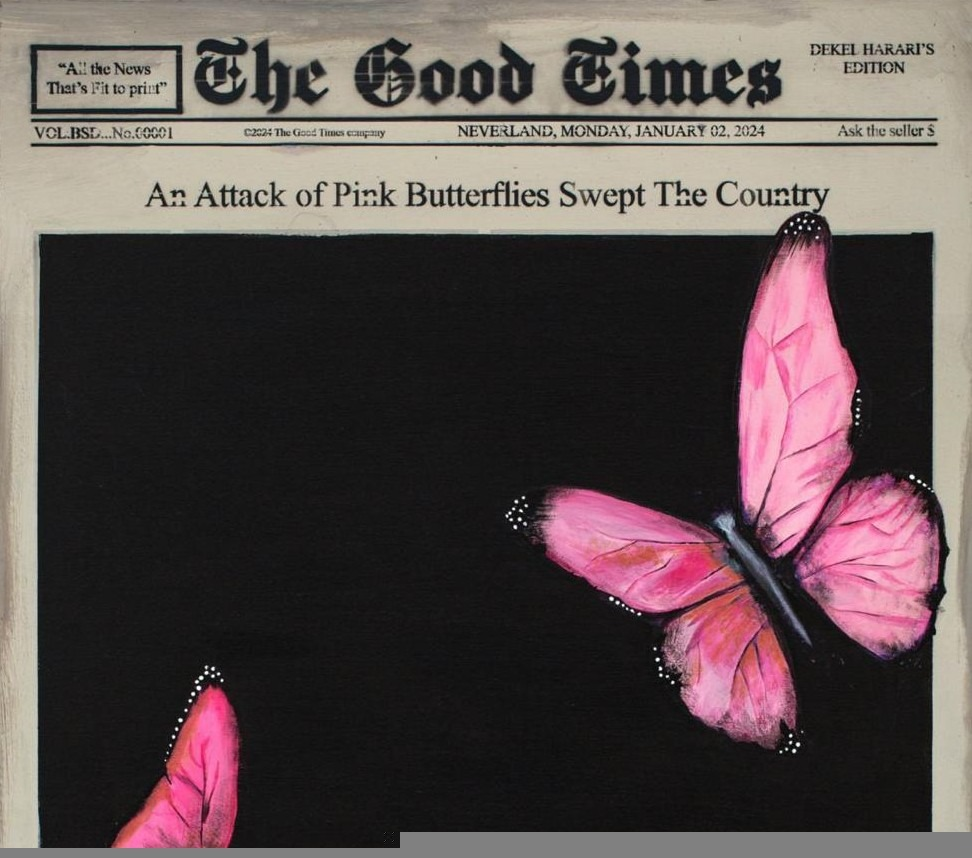 "All the News
That's Fit to print"
The Good Times
DEKEL HARARI'S
EDITION
VOL.BSD...No.00001
©2024 The Good Times company
NEVERLAND, MONDAY, JANUARY 02, 2024
Ask the seller $
An Attack of Pink Butterflies Swept The Country